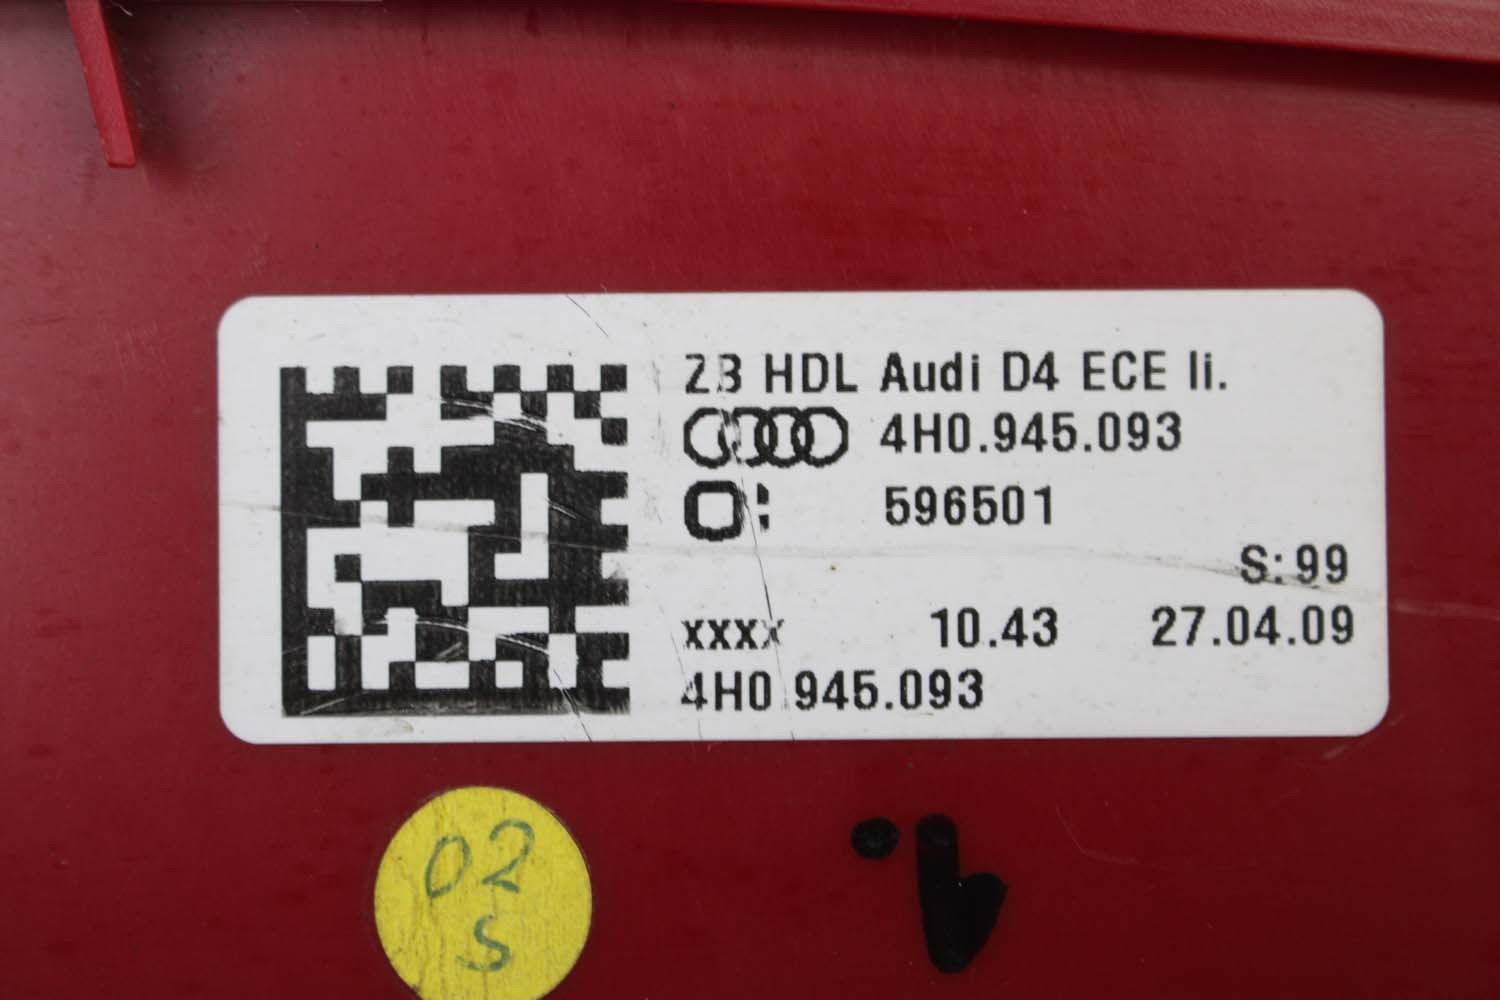 ZB HDL Audi D4 ECE li.
4H0.945.093
596501
S: 99
xxxx 10.43 27.04.09
4H0 945.093
02
S